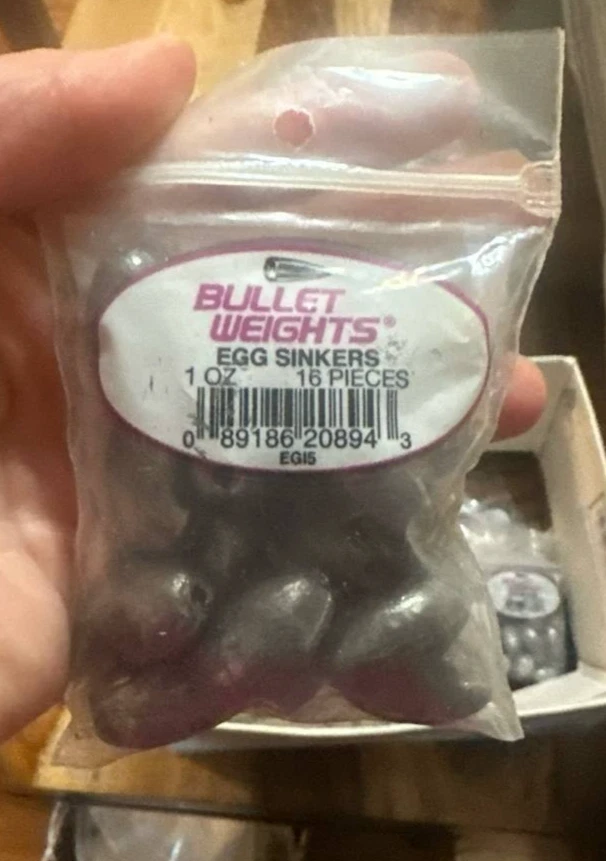 BULLET
WEIGHTS®
EGG SINKERS
1 OZ 16 PIECES
0 89186 20894 3
EGI5